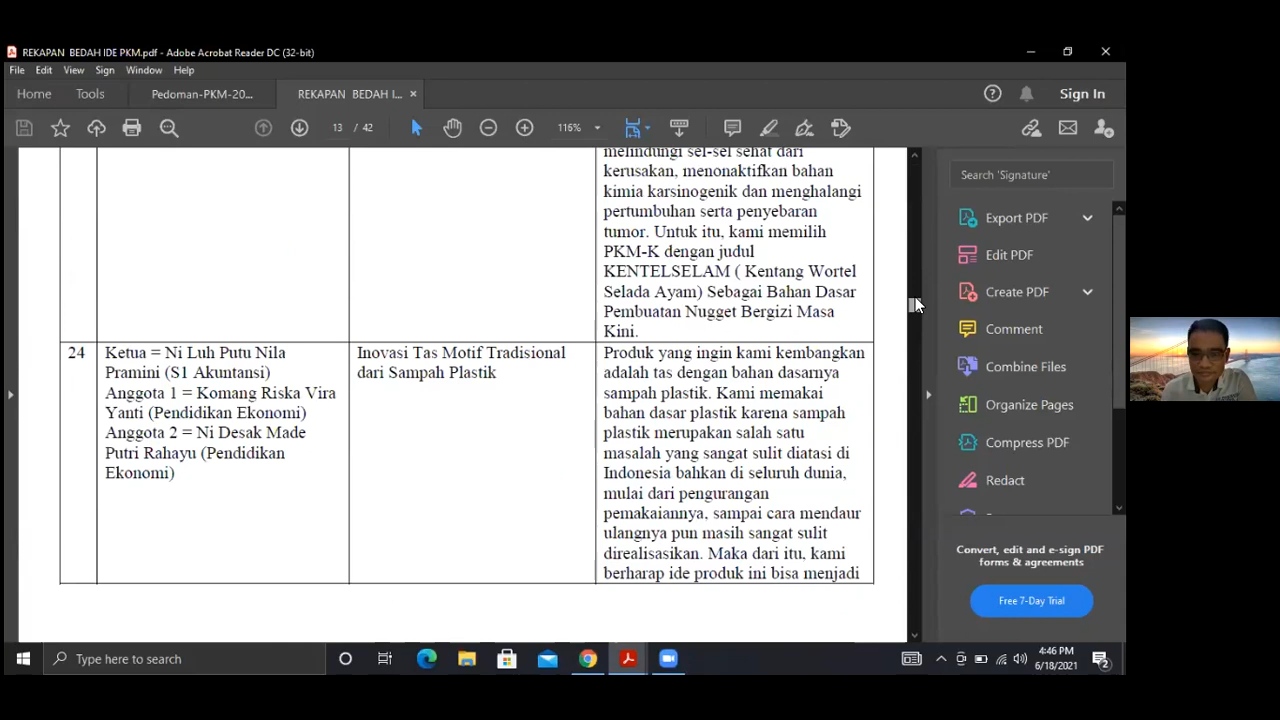 REKAPAN BEDAH IDE PKM.pdf - Adobe Acrobat Reader DC (32-bit)
File Edit View Sign Window Help
Home Tools Pedoman-PKM-20... REKAPAN BEDAH I... ×
13 / 42 116% Sign In
melindungi sel-sel sehat dari
kerusakan, menonaktifkan bahan
kimia karsinogenik dan menghalangi
pertumbuhan serta penyebaran
tumor. Untuk itu, kami memilih
PKM-K dengan judul
KENTELSELAM ( Kentang Wortel
Selada Ayam) Sebagai Bahan Dasar
Pembuatan Nugget Bergizi Masa
Kini.
24
Ketua = Ni Luh Putu Nila
Pramini (S1 Akuntansi)
Anggota 1 = Komang Riska Vira
Yanti (Pendidikan Ekonomi)
Anggota 2 = Ni Desak Made
Putri Rahayu (Pendidikan
Ekonomi)
Inovasi Tas Motif Tradisional
dari Sampah Plastik
Produk yang ingin kami kembangkan
adalah tas dengan bahan dasarnya
sampah plastik. Kami memakai
bahan dasar plastik karena sampah
plastik merupakan salah satu
masalah yang sangat sulit diatasi di
Indonesia bahkan di seluruh dunia,
mulai dari pengurangan
pemakaiannya, sampai cara mendaur
ulangnya pun masih sangat sulit
direalisasikan. Maka dari itu, kami
berharap ide produk ini bisa menjadi
Search 'Signature'
Export PDF
Edit PDF
Create PDF
Comment
Combine Files
Organize Pages
Compress PDF
Redact
Convert, edit and e-sign PDF
forms & agreements
Free 7-Day Trial
Type here to search
4:46 PM
6/18/2021
2